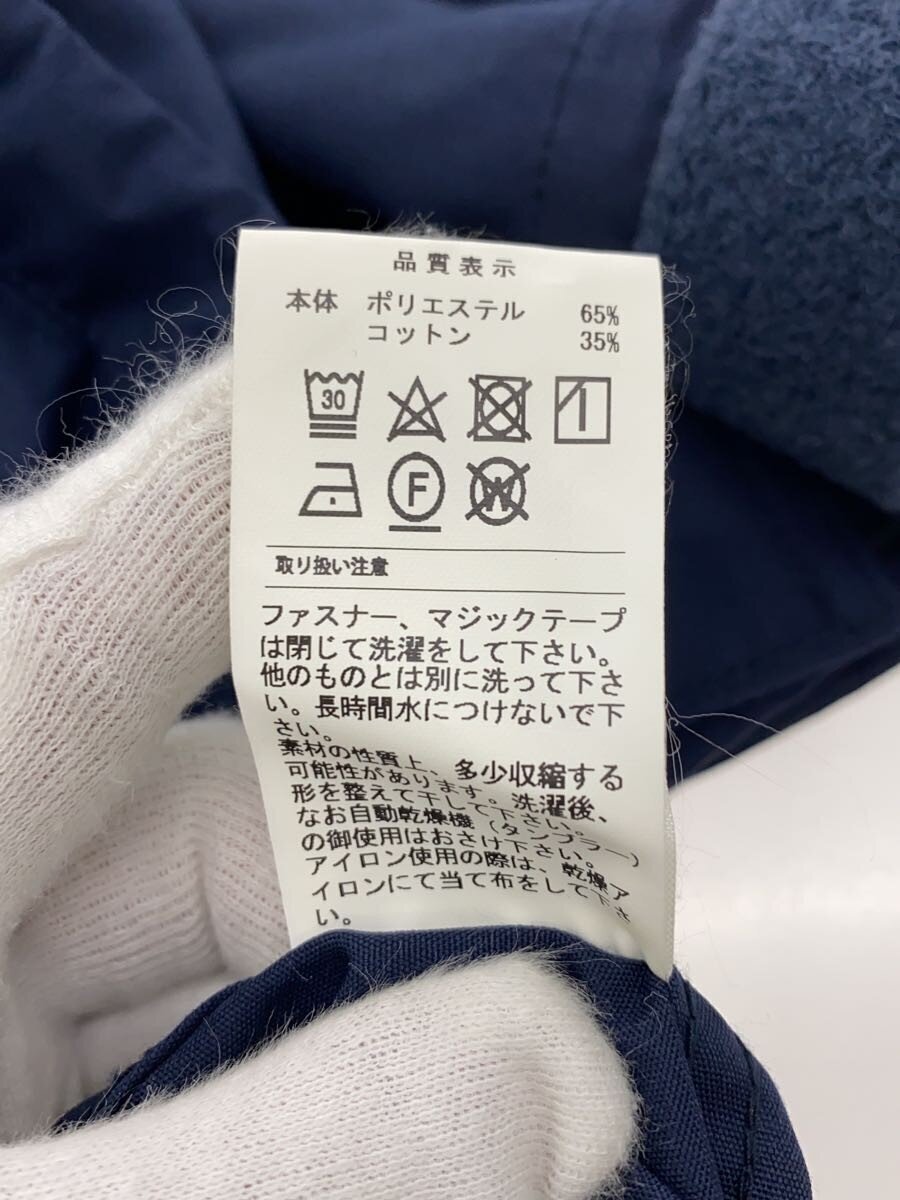 品質表示
本体 ポリエステル 65%
コットン 35%
30
F W
取り扱い注意
ファスナー、マジックテープ
は閉じて洗濯をして下さい。
他のものとは別に洗って下さ
い。長時間水につけないで下
さい。
素材の性質上、多少収縮する
可能性があります。洗濯後、
形を整えて干して下さい。
なお自動乾燥機(タンブラー)
の御使用はおさけ下さい。
アイロン使用の際は、乾燥ア
イロンにて当て布をして下さ
い。